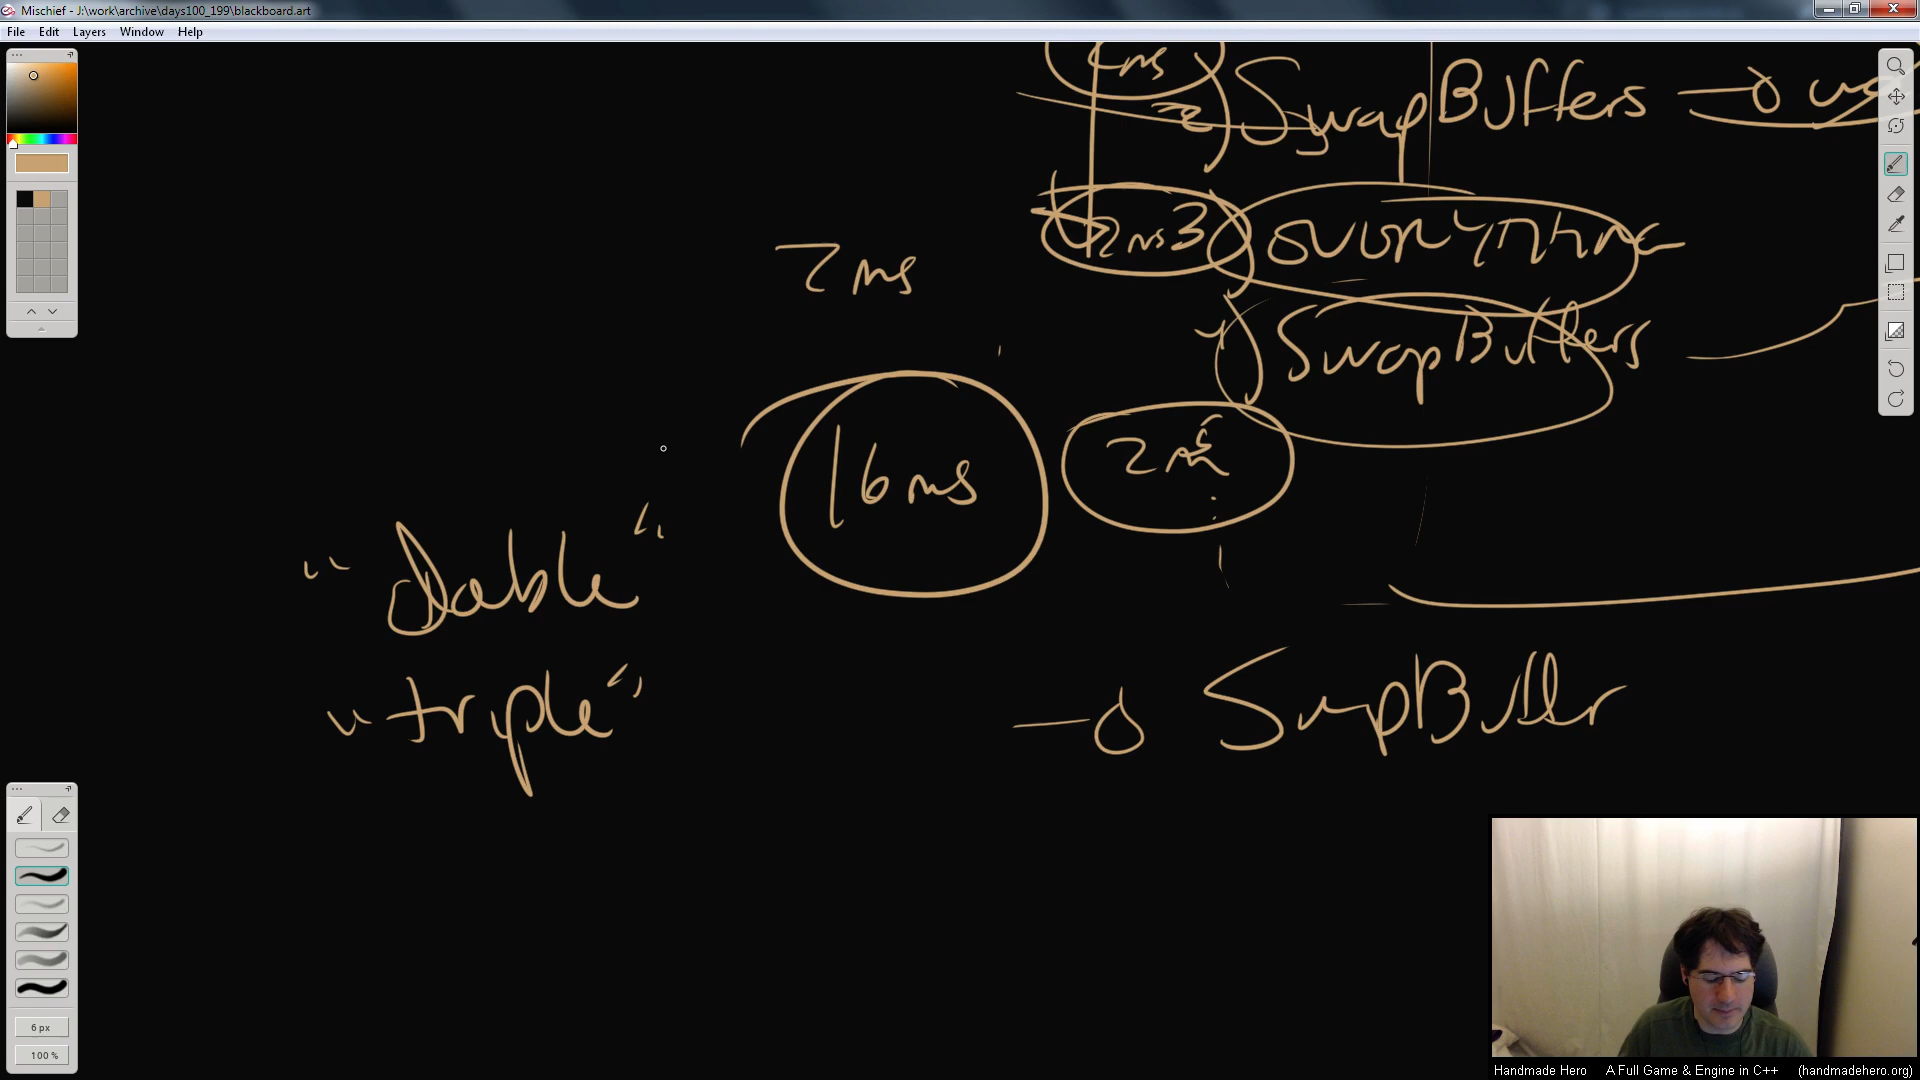 Mischief - J:\work\archive\days100_199\blackboard.art
File Edit Layers Window Help
SwapBuffers
2ms
SwapBuffers
16ms
2ms
"double"
"triple"
SwapBuffer
6 px
100 %
Handmade Hero A Full Game & Engine in C++ (handmadehero.org)